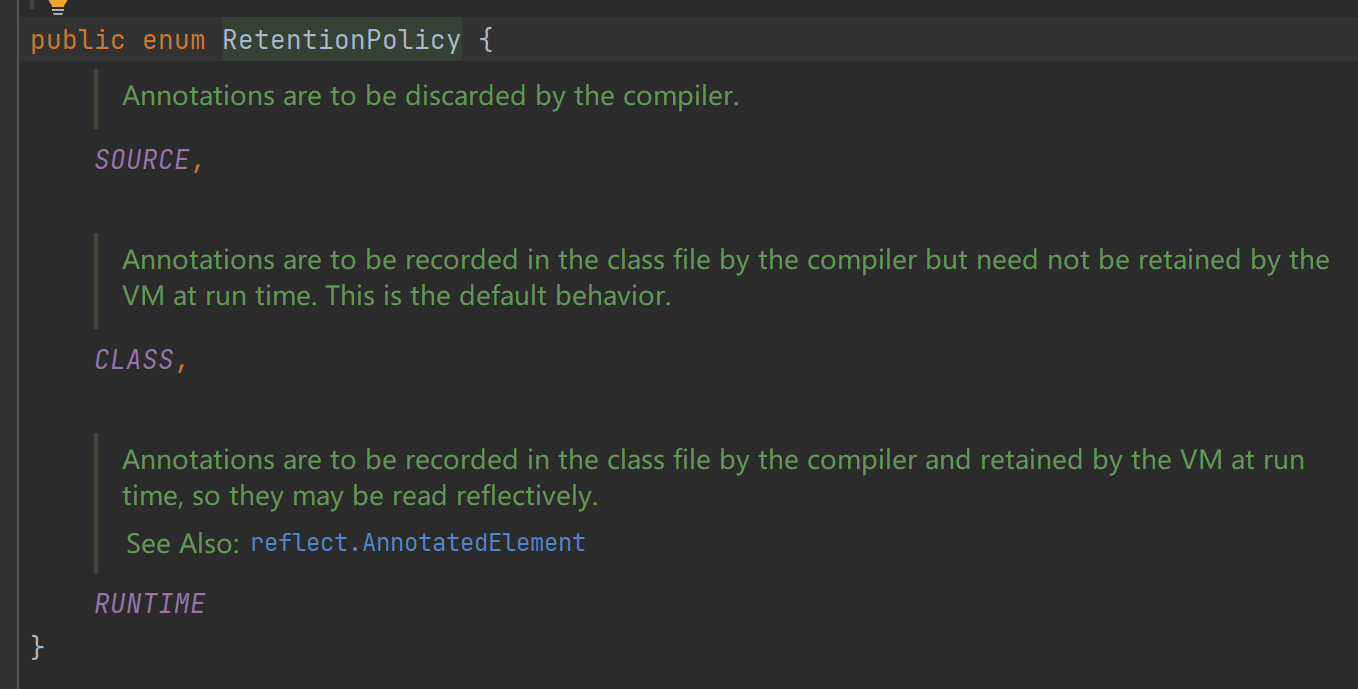 public enum RetentionPolicy {
Annotations are to be discarded by the compiler.
SOURCE,
Annotations are to be recorded in the class file by the compiler but need not be retained by the
VM at run time. This is the default behavior.
CLASS,
Annotations are to be recorded in the class file by the compiler and retained by the VM at run
time, so they may be read reflectively.
See Also: reflect.AnnotatedElement
RUNTIME
}